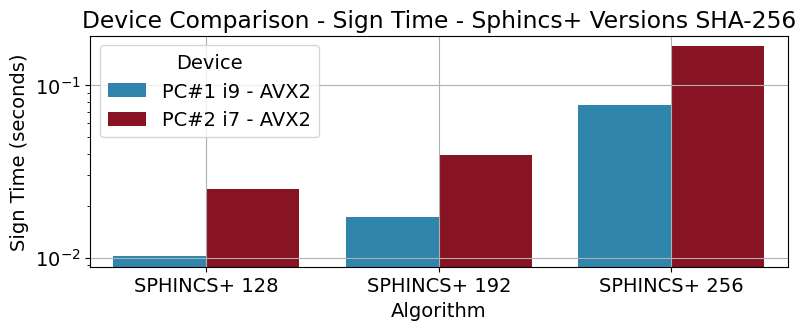 Device Comparison - Sign Time - Sphincs+ Versions SHA-256
Sign Time (seconds)
10⁻¹
10⁻²
Device
PC#1 i9 - AVX2
PC#2 i7 - AVX2
SPHINCS+ 128
SPHINCS+ 192
SPHINCS+ 256
Algorithm